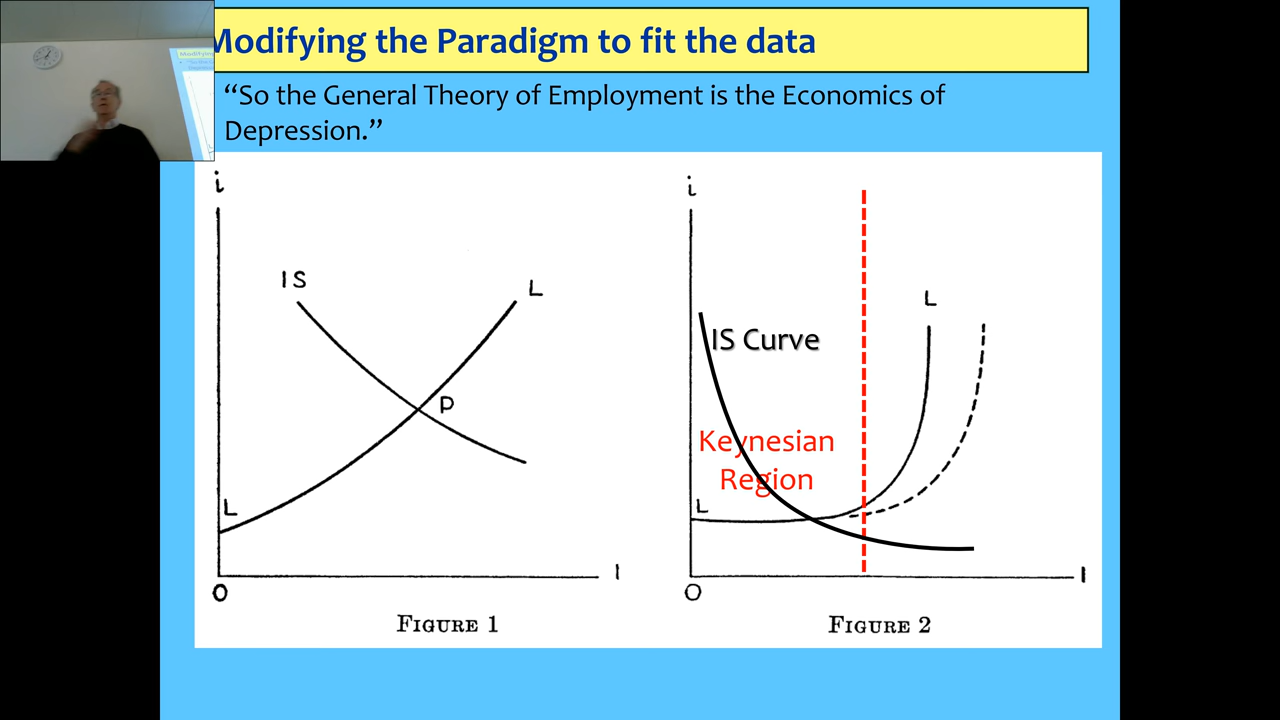 Modifying the Paradigm to fit the data
“So the General Theory of Employment is the Economics of
Depression.”
i
IS
L
P
L
O
I
FIGURE 1
i
L
IS Curve
Keynesian
Region
L
O
I
FIGURE 2